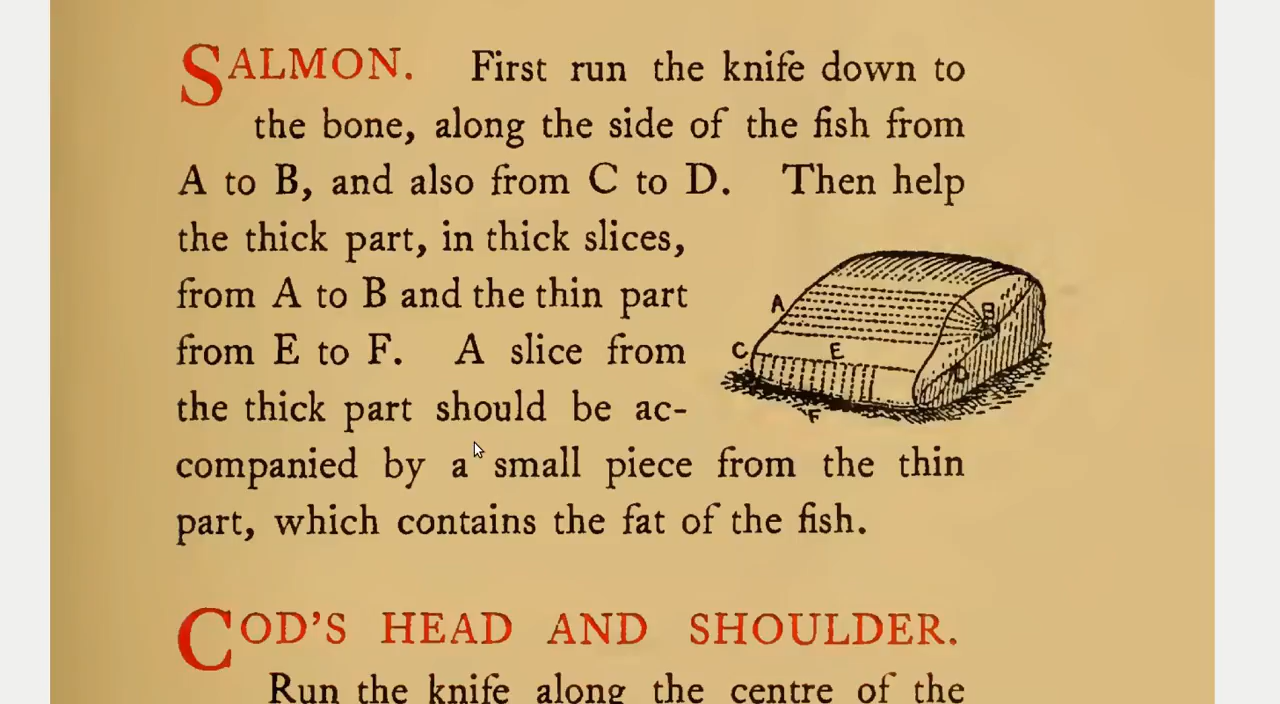 SALMON. First run the knife down to
the bone, along the side of the fish from
A to B, and also from C to D. Then help
the thick part, in thick slices,
from A to B and the thin part
from E to F. A slice from
the thick part should be ac-
companied by a small piece from the thin
part, which contains the fat of the fish.
A
B
C
E
D
F
COD'S HEAD AND SHOULDER.
Run the knife along the centre of the